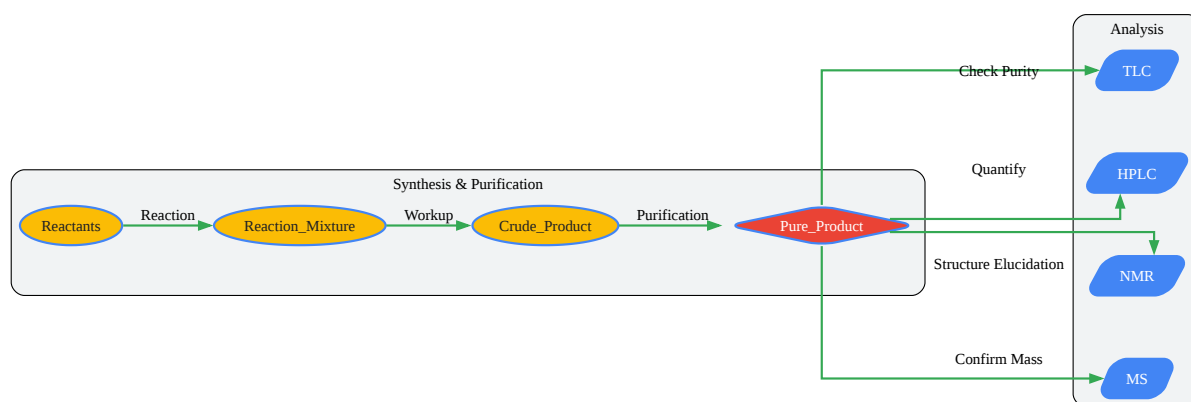 Analysis
Check Purity
TLC
Quantify
HPLC
Synthesis & Purification
Reactants
Reaction
Reaction_Mixture
Workup
Crude_Product
Purification
Pure_Product
Structure Elucidation
NMR
Confirm Mass
MS